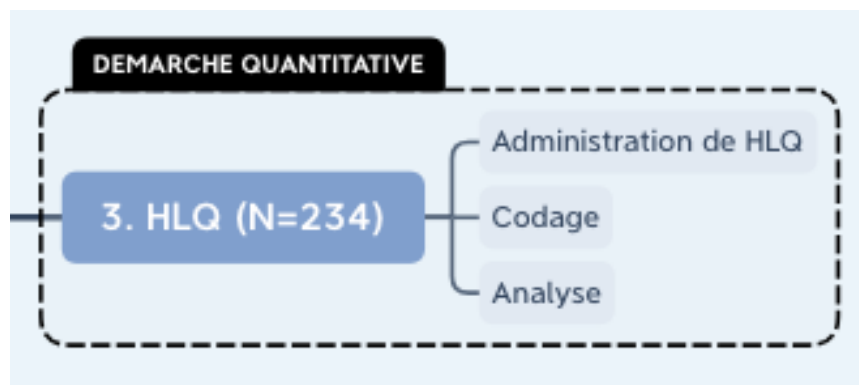 DEMARCHE QUANTITATIVE
3. HLQ (N=234)
Administration de HLQ
Codage
Analyse